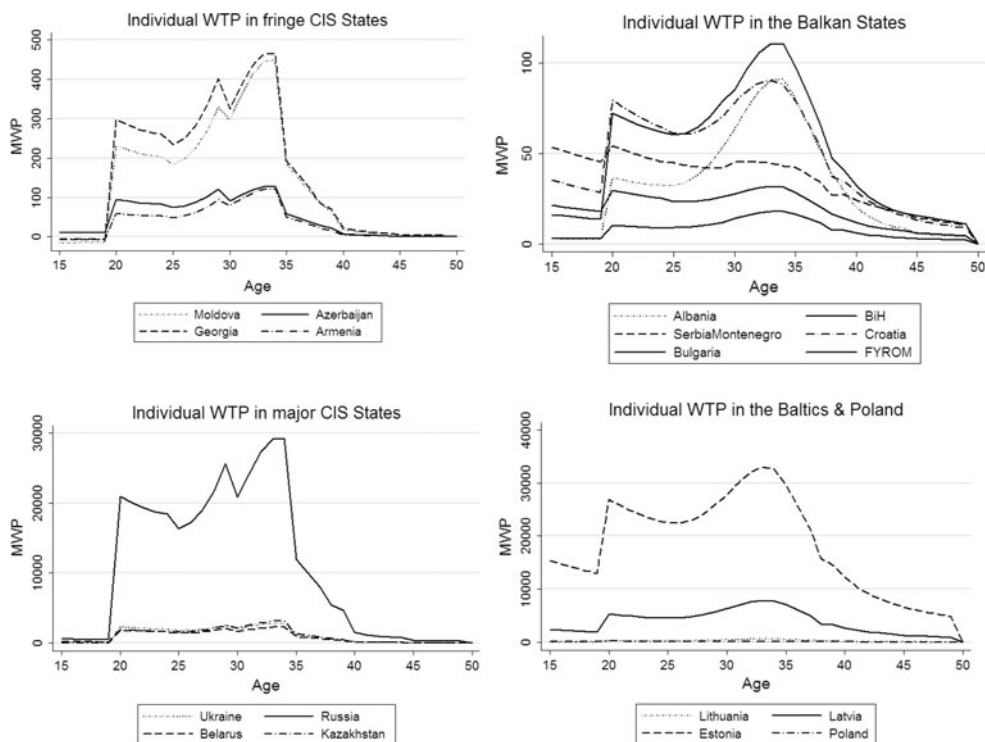 Individual WTP in fringe CIS States
MWP
500
400
300
200
100
0
15 20 25 30 35 40 45 50
Age
Moldova Azerbaijan
Georgia Armenia
Individual WTP in the Balkan States
MWP
100
50
0
15 20 25 30 35 40 45 50
Age
Albania BiH
SerbiaMontenegro Croatia
Bulgaria FYROM
Individual WTP in major CIS States
MWP
30000
20000
10000
0
15 20 25 30 35 40 45 50
Age
Ukraine Russia
Belarus Kazakhstan
Individual WTP in the Baltics & Poland
MWP
40000
30000
20000
10000
0
15 20 25 30 35 40 45 50
Age
Lithuania Latvia
Estonia Poland